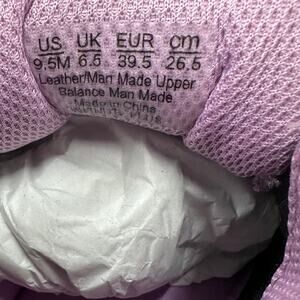 US UK EUR cm
9.5M 6.5 39.5 26.5
Leather/Man Made Upper
Balance Man Made
Made in China